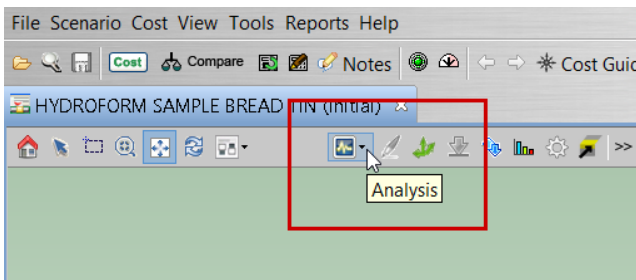 File Scenario Cost View Tools Reports Help
Cost Compare Notes Cost Guid
HYDROFORM SAMPLE BREAD TIN (Initial)
>>
Analysis